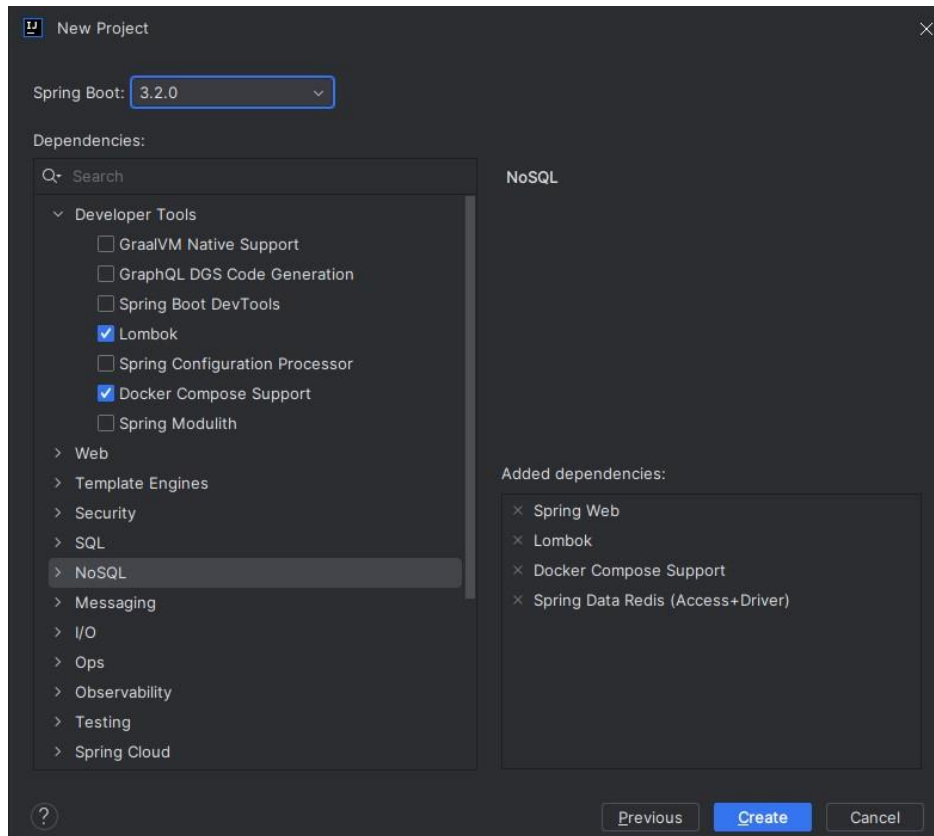 New Project
Spring Boot: 3.2.0
Dependencies:
Search
Developer Tools
GraalVM Native Support
GraphQL DGS Code Generation
Spring Boot DevTools
Lombok
Spring Configuration Processor
Docker Compose Support
Spring Modulith
Web
Template Engines
Security
SQL
NoSQL
Messaging
I/O
Ops
Observability
Testing
Spring Cloud
NoSQL
Added dependencies:
Spring Web
Lombok
Docker Compose Support
Spring Data Redis (Access+Driver)
?
Previous
Create
Cancel